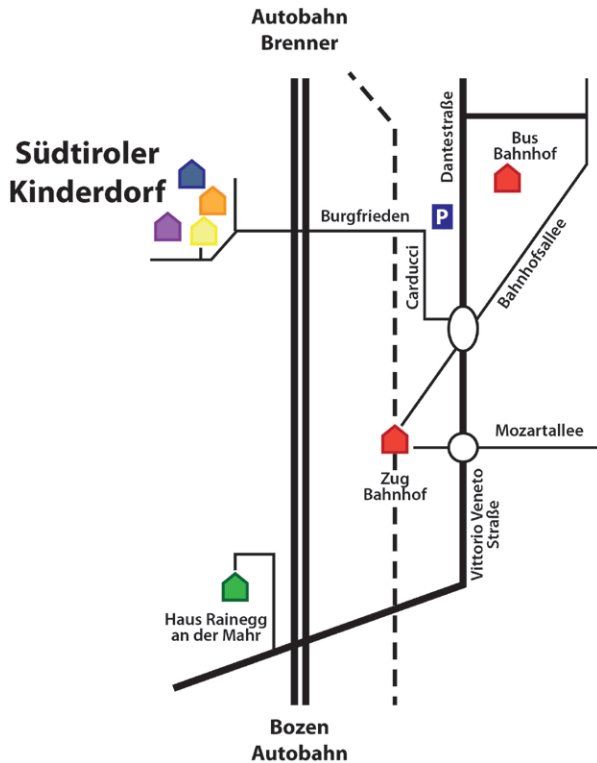 Autobahn
Brenner
Südtiroler
Kinderdorf
Dantestraße
Bus
Bahnhof
P
Burgfrieden
Carducci
Bahnhofsallee
Mozartallee
Zug
Bahnhof
Vittorio Veneto
Straße
Haus Rainegg
an der Mahr
Bozen
Autobahn